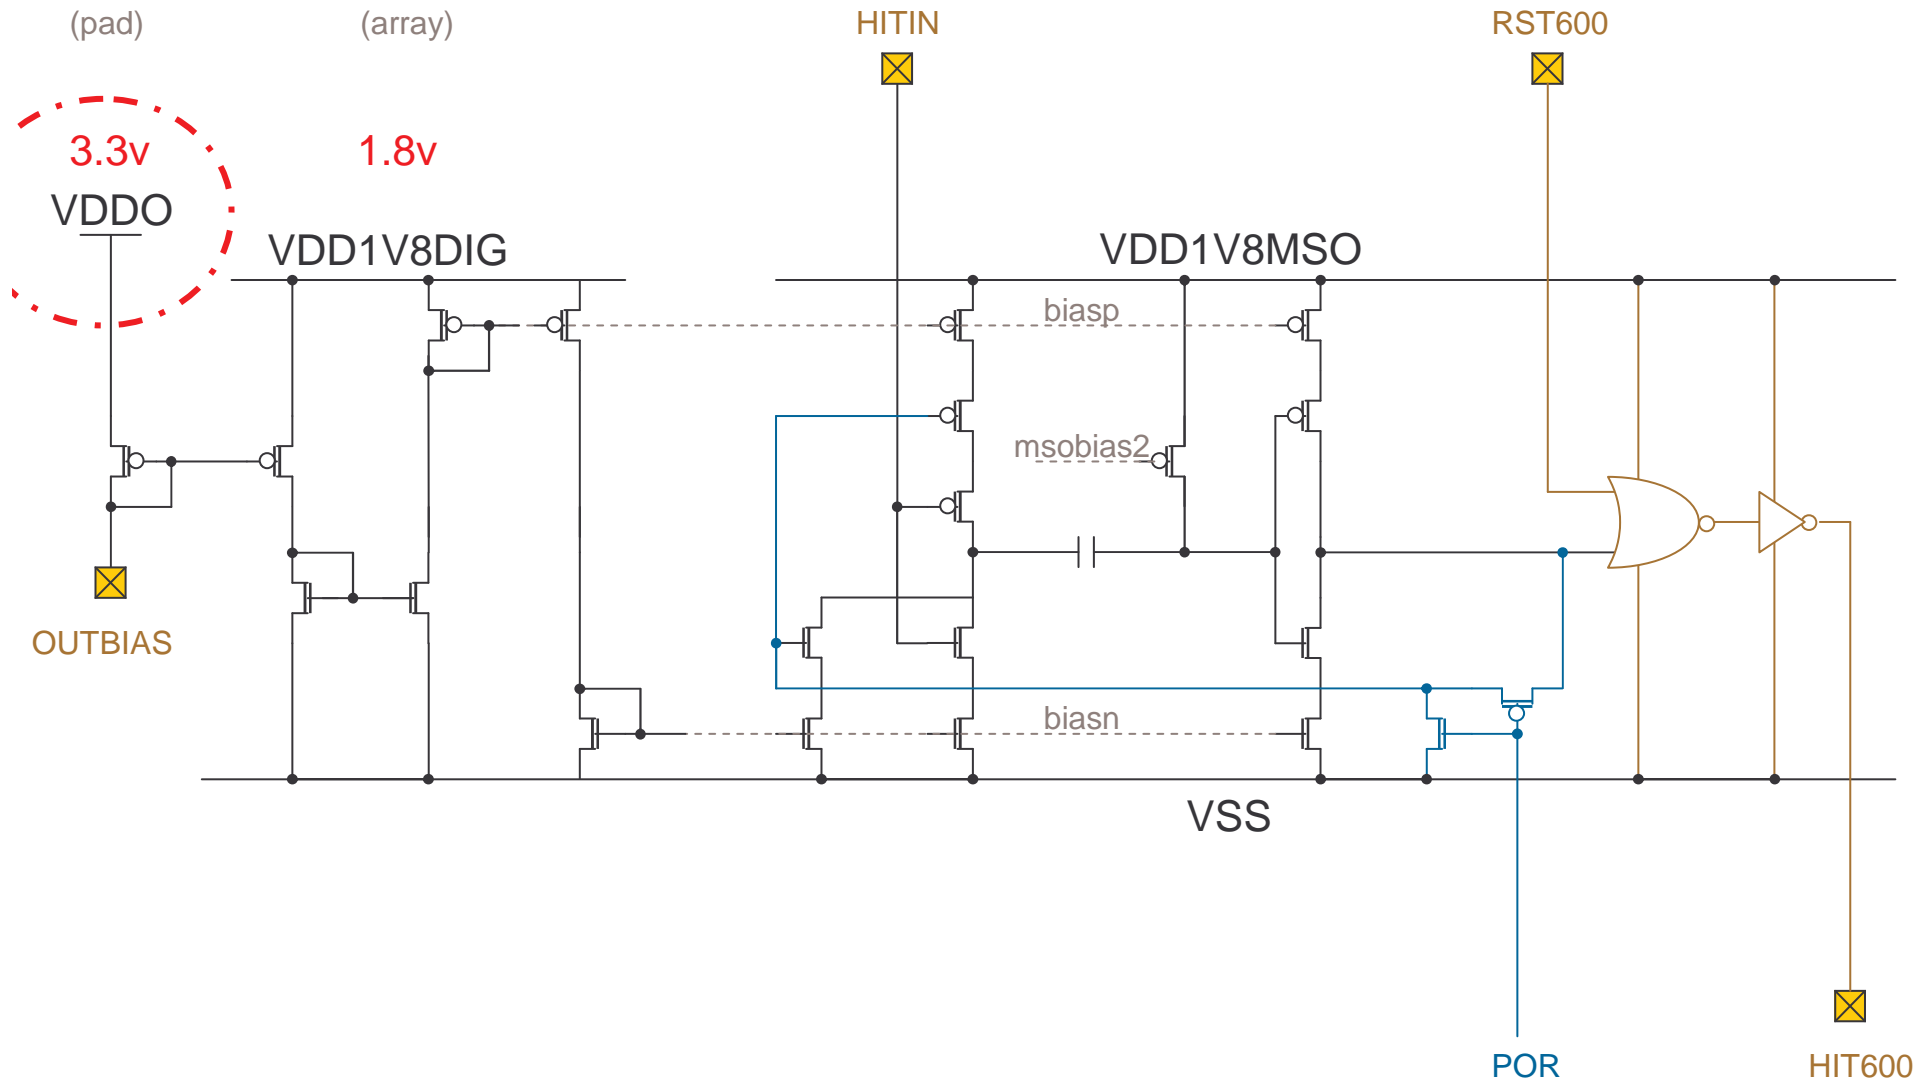 (pad)
(array)
HITIN
RST600
3.3v
1.8v
VDDO
VDD1V8DIG
VDD1V8MSO
biasp
msobias2
OUTBIAS
biasn
VSS
POR
HIT600